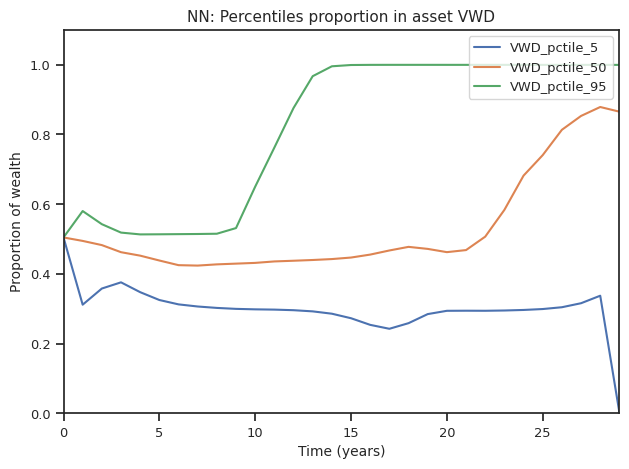 NN: Percentiles proportion in asset VWD
VWD_pctile_5
VWD_pctile_50
VWD_pctile_95
Proportion of wealth
1.0
0.8
0.6
0.4
0.2
0.0
0 5 10 15 20 25
Time (years)